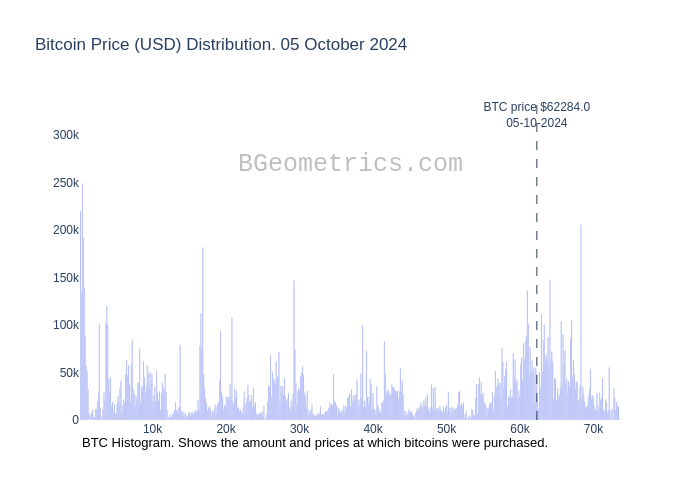 Bitcoin Price (USD) Distribution. 05 October 2024
BTC price $62284.0
05-10-2024
BGeometrics.com
300k
250k
200k
150k
100k
50k
0
10k 20k 30k 40k 50k 60k 70k
BTC Histogram. Shows the amount and prices at which bitcoins were purchased.